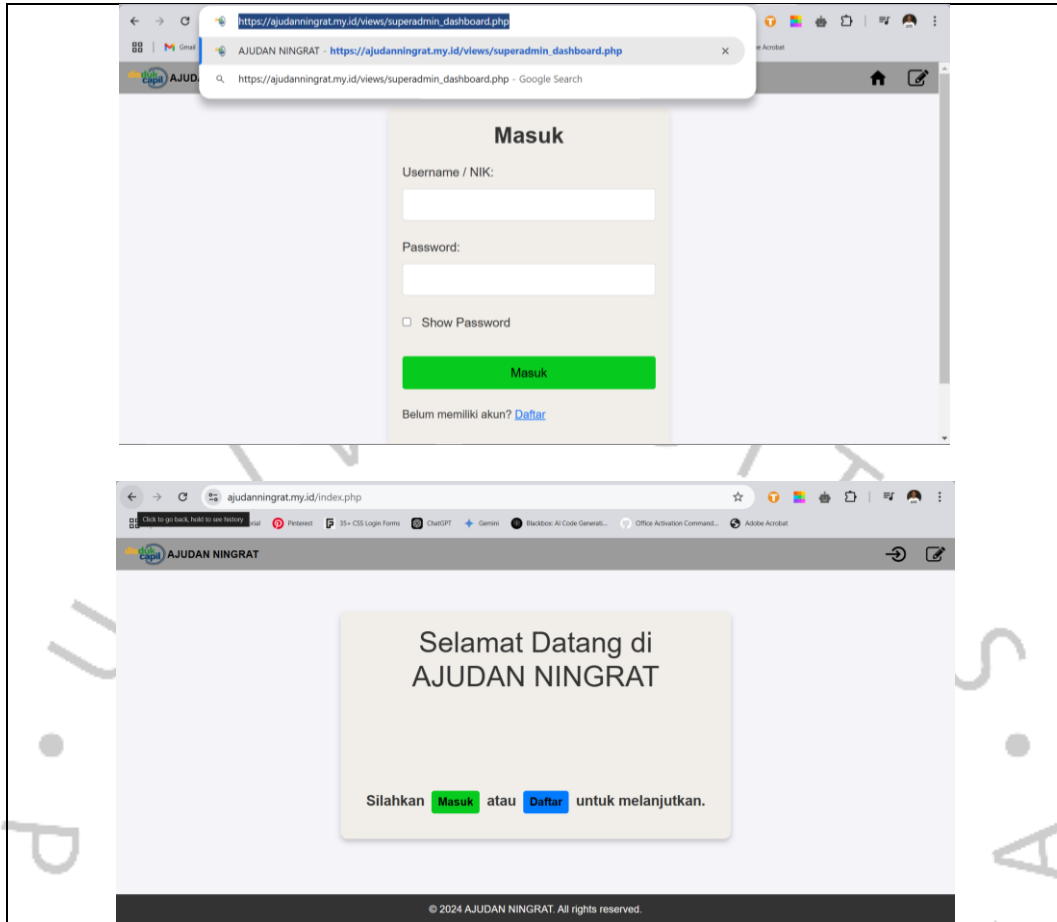 https://ajudanningrat.my.id/views/superadmin_dashboard.php
Gmail
AJUDAN NINGRAT - https://ajudanningrat.my.id/views/superadmin_dashboard.php
e Acrobat
https://ajudanningrat.my.id/views/superadmin_dashboard.php - Google Search
dukcapil AJUD
Masuk
Username / NIK:
Password:
Show Password
Masuk
Belum memiliki akun? Daftar
ajudanningrat.my.id/index.php
Click to go back, hold to see history
Pinterest 35+ CSS Login Forms ChatGPT Gemini Blackbox: AI Code Generati... Office Activation Command... Adobe Acrobat
dukcapil AJUDAN NINGRAT
Selamat Datang di
AJUDAN NINGRAT
Silahkan Masuk atau Daftar untuk melanjutkan.
© 2024 AJUDAN NINGRAT. All rights reserved.